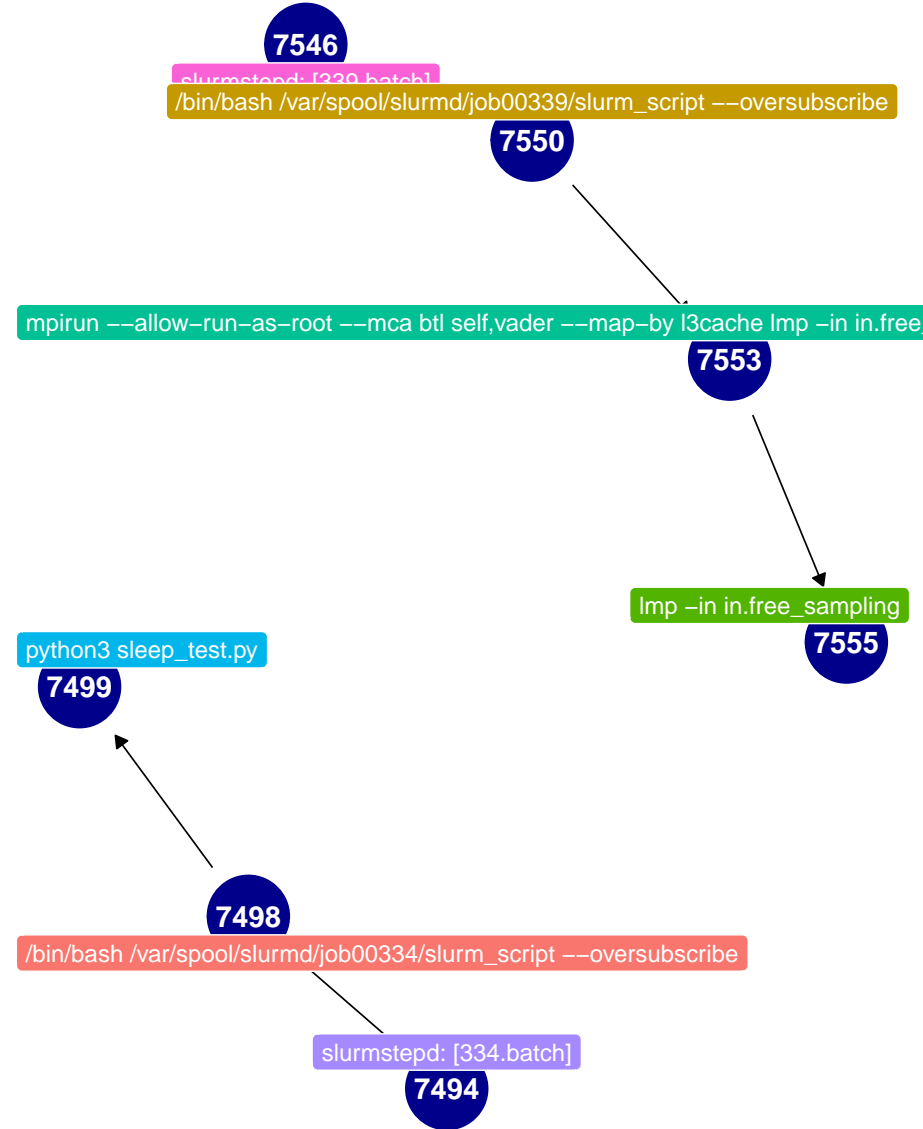 7546
slurmstepd: [339.batch]
/bin/bash /var/spool/slurmd/job00339/slurm_script −−oversubscribe
7550
mpirun −−allow−run−as−root −−mca btl self,vader −−map−by l3cache lmp −in in.free_
7553
lmp −in in.free_sampling
7555
python3 sleep_test.py
7499
7498
/bin/bash /var/spool/slurmd/job00334/slurm_script −−oversubscribe
slurmstepd: [334.batch]
7494